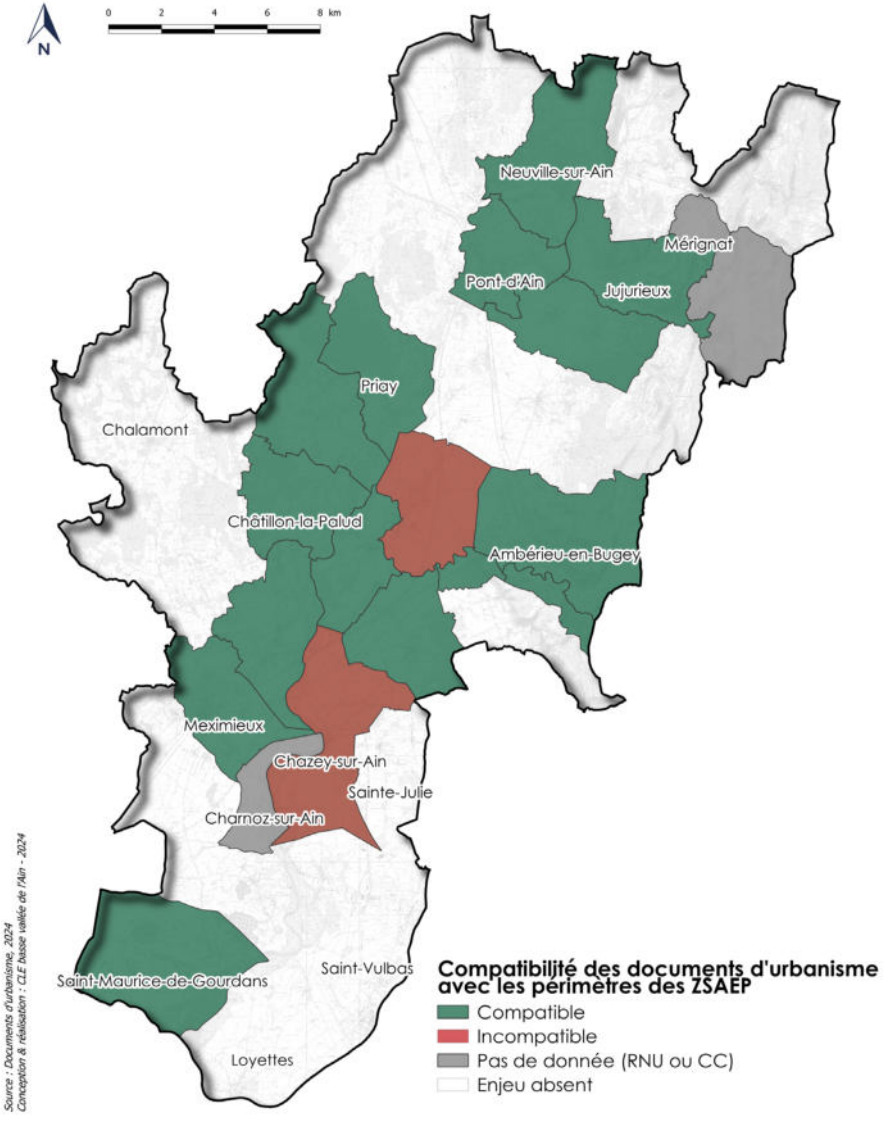 0 2 4 6 8 km
N
Neuville-sur-Ain
Mérignat
Pont-d'Ain
Jujurieux
Priay
Chalamont
Châtillon-la-Palud
Ambérieu-en-Bugey
Meximieux
Chazey-sur-Ain
Sainte-Julie
Charnoz-sur-Ain
Saint-Vulbas
Saint-Maurice-de-Gourdans
Loyettes
Compatibilité des documents d'urbanisme
avec les périmètres des ZSAEP
Compatible
Incompatible
Pas de donnée (RNU ou CC)
Enjeu absent
Source : Documents d'urbanisme, 2024
Conception & réalisation : CLE basse vallée de l'Ain - 2024